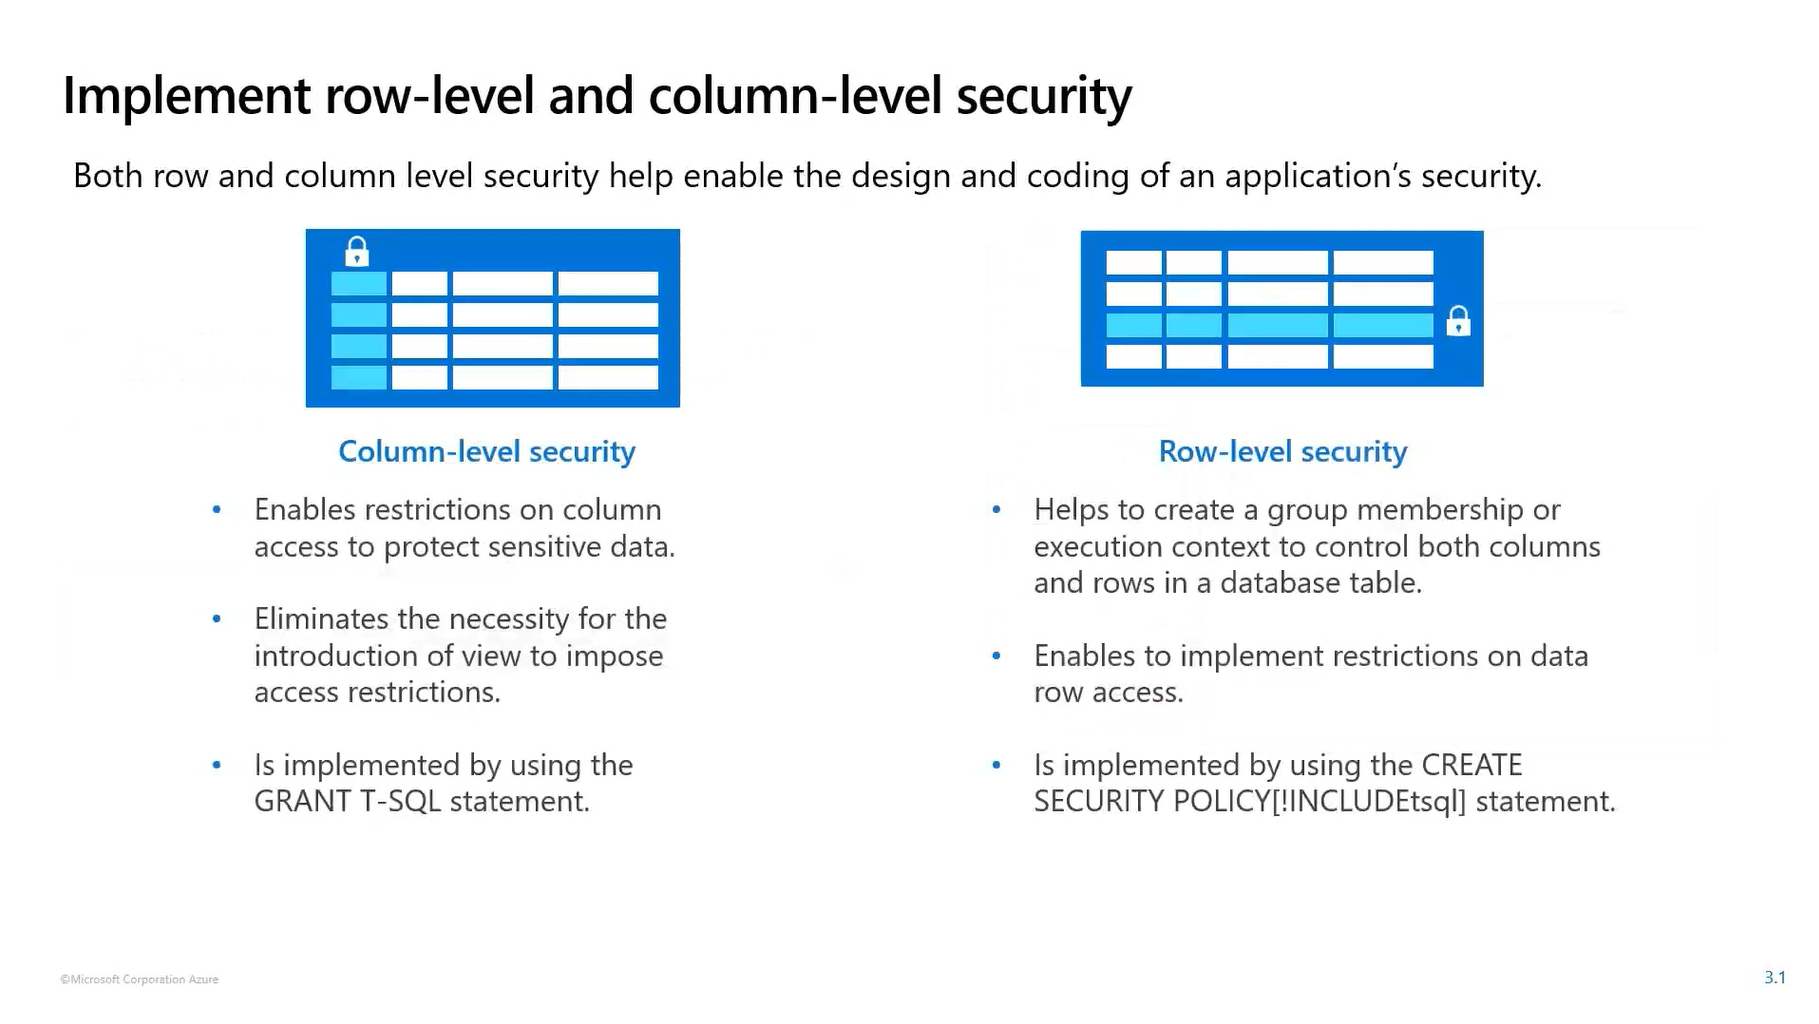 Implement row-level and column-level security
Both row and column level security help enable the design and coding of an application's security.
Column-level security
• Enables restrictions on column
access to protect sensitive data.
• Eliminates the necessity for the
introduction of view to impose
access restrictions.
• Is implemented by using the
GRANT T-SQL statement.
Row-level security
• Helps to create a group membership or
execution context to control both columns
and rows in a database table.
• Enables to implement restrictions on data
row access.
• Is implemented by using the CREATE
SECURITY POLICY[!INCLUDEtsql] statement.
©Microsoft Corporation Azure
3.1